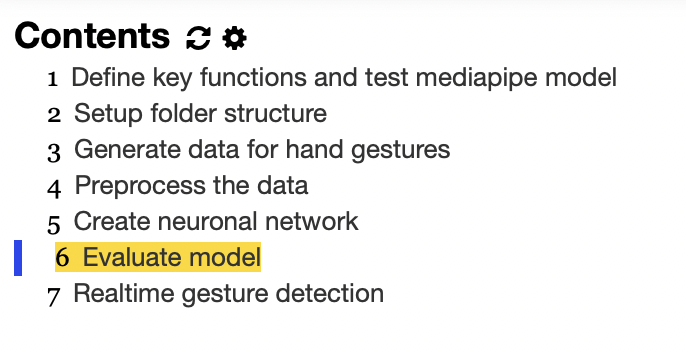 Contents
1 Define key functions and test mediapipe model
2 Setup folder structure
3 Generate data for hand gestures
4 Preprocess the data
5 Create neuronal network
6 Evaluate model
7 Realtime gesture detection